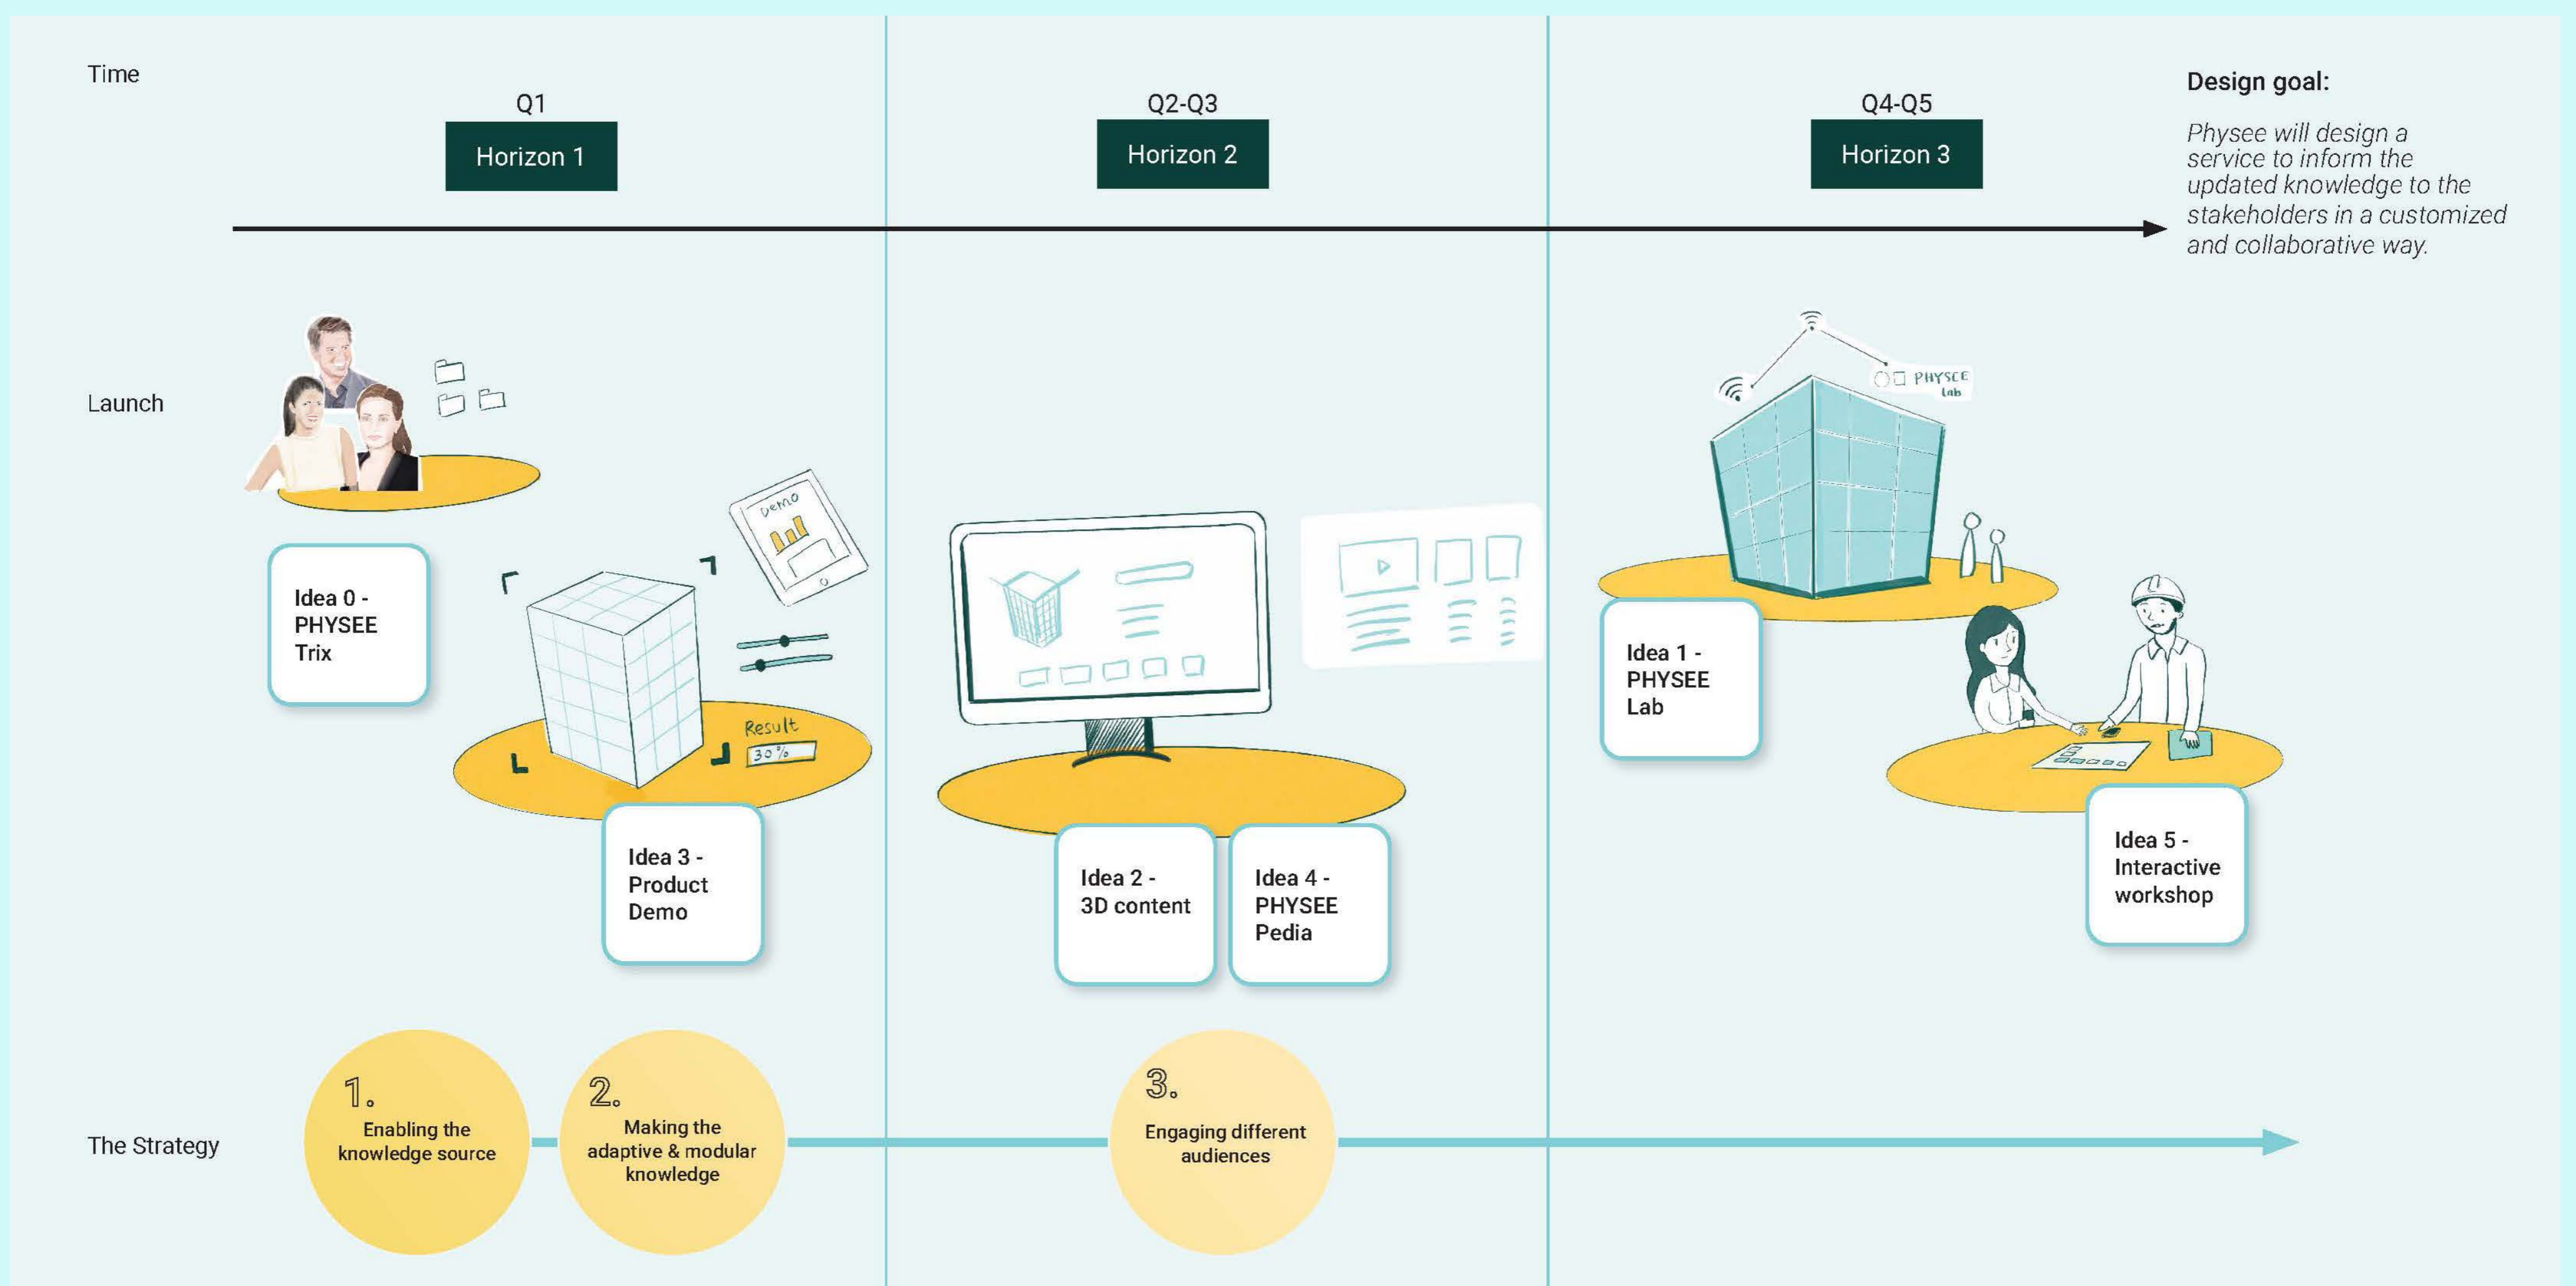 Time
Q1
Horizon 1
Q2-Q3
Horizon 2
Q4-Q5
Horizon 3
Design goal:
Physee will design a
service to inform the
updated knowledge to the
stakeholders in a customized
and collaborative way.
Launch
Idea 0 -
PHYSEE
Trix
Demo
Result
30%
Idea 3 -
Product
Demo
Idea 2 -
3D content
Idea 4 -
PHYSEE
Pedia
PHYSEE
Lab
Idea 1 -
PHYSEE
Lab
Idea 5 -
Interactive
workshop
The Strategy
1.
Enabling the
knowledge source
2.
Making the
adaptive & modular
knowledge
3.
Engaging different
audiences